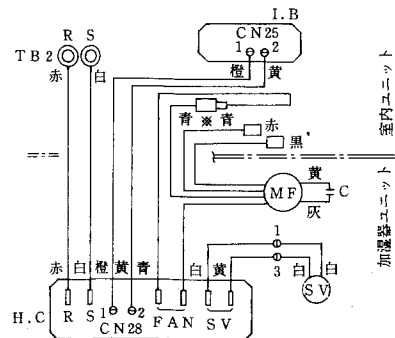 I.B
R S
CN25
TB2
1 2
赤 白 橙 黄
室内ユニット
青 ※ 青
赤
黒
黄
MF
C
灰
加湿器ユニット
1
赤 白 橙 黄 青 白 黄
3 白 白
SV
H.C
R S 1 2 FAN SV
CN28